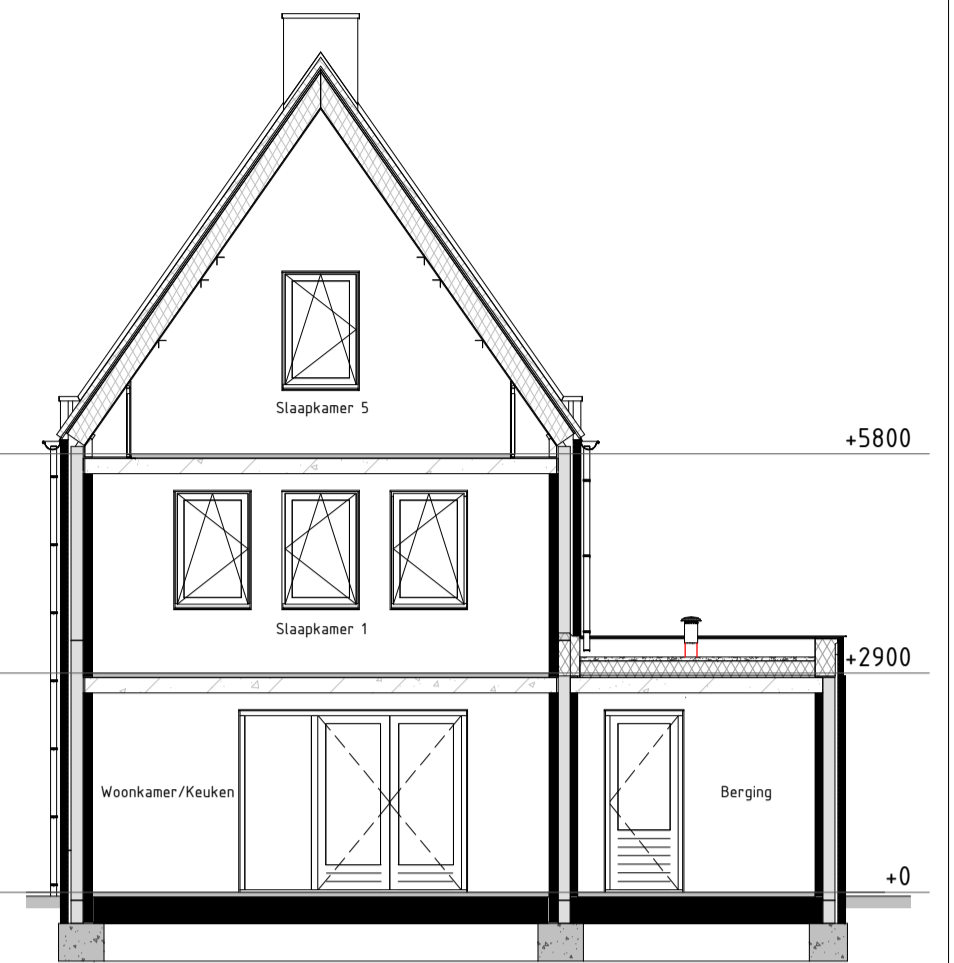 Slaapkamer 5
+5800
Slaapkamer 1
+2900
Woonkamer/Keuken
Berging
+0